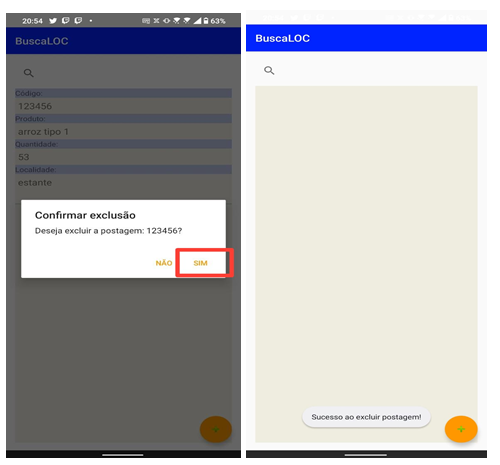 20:54
63%
BuscaLOC
Código:
123456
Produto:
arroz tipo 1
Quantidade:
53
Localidade:
estante
Confirmar exclusão
Deseja excluir a postagem: 123456?
NÃO SIM
BuscaLOC
Sucesso ao excluir postagem!